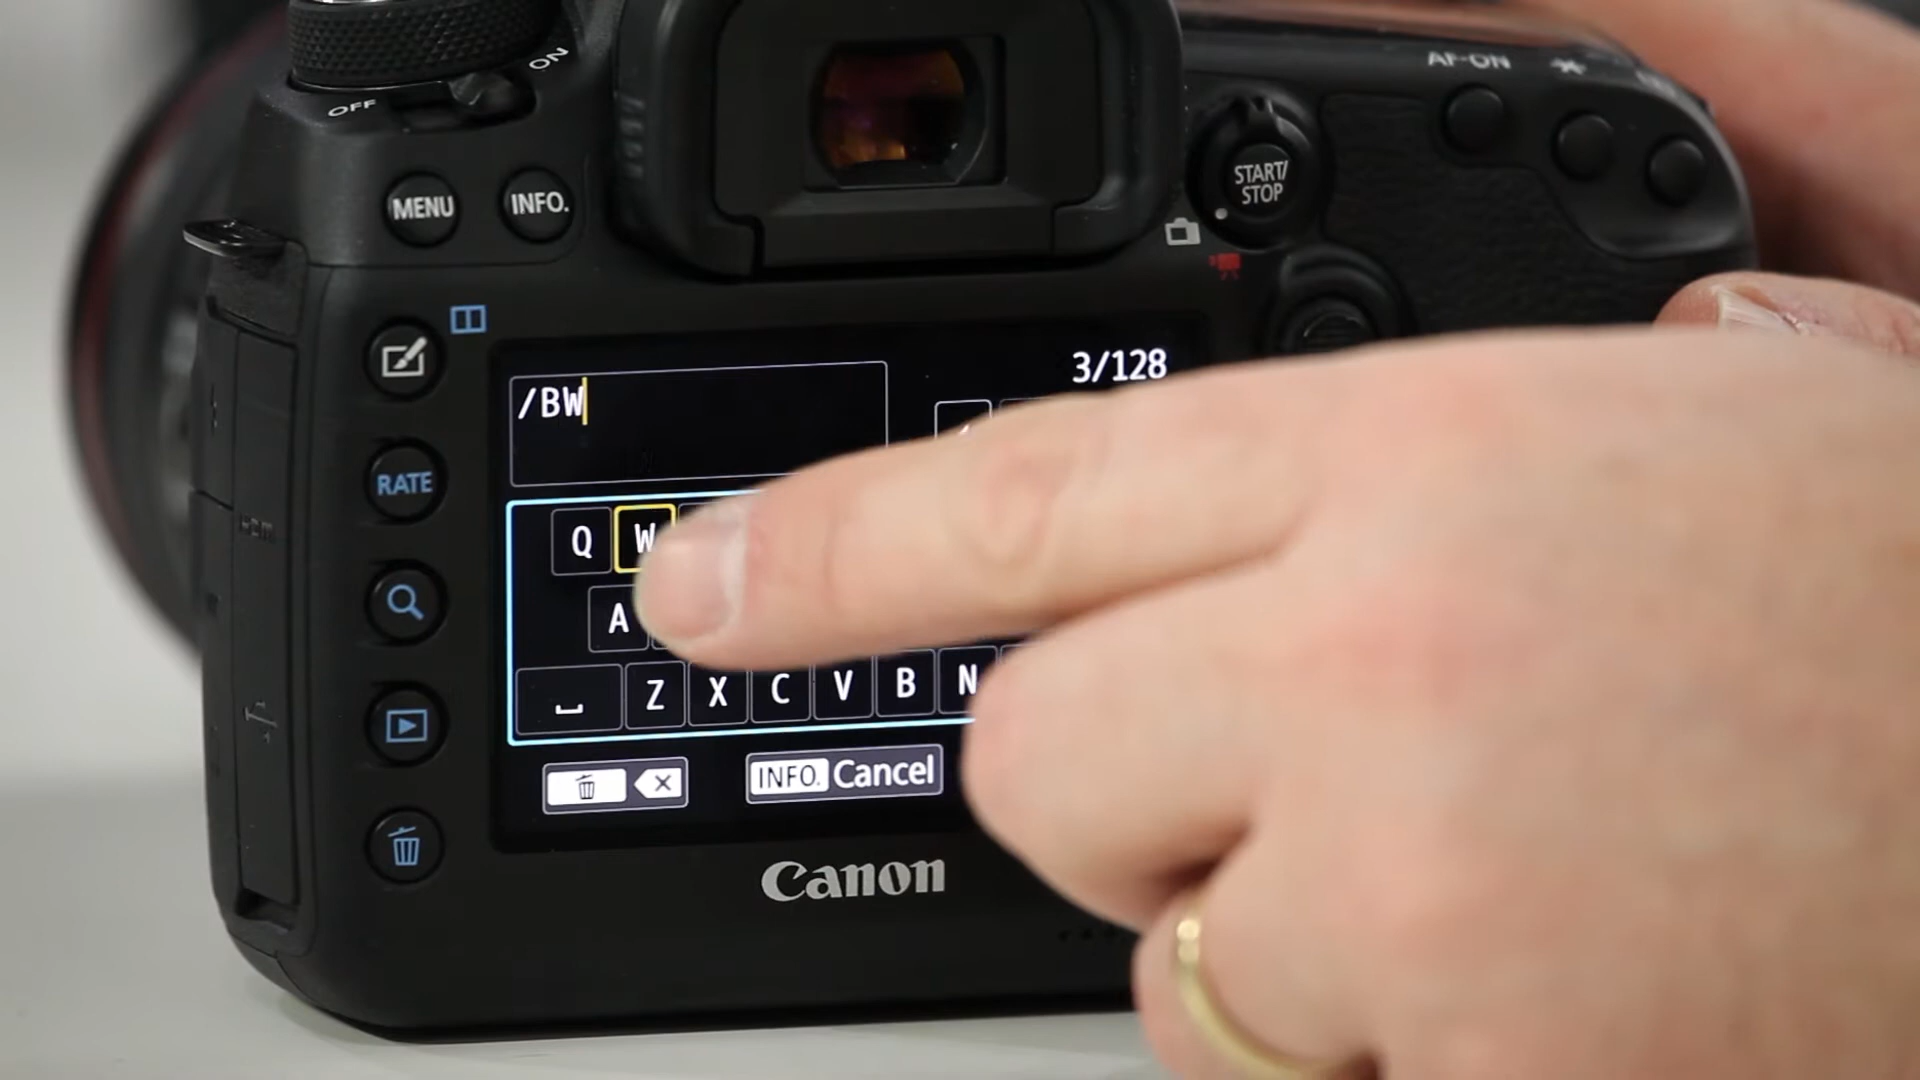 ON
OFF
AF-ON
MENU
INFO.
START/
STOP
/BW
3/128
RATE
Q W
A
Z X C V B N
INFO. Cancel
Canon